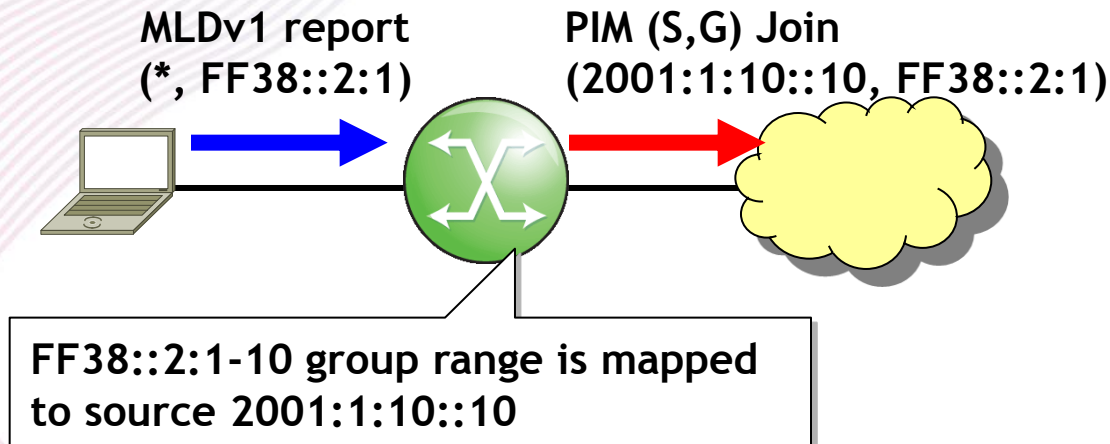 MLDv1 report
(*, FF38::2:1)
PIM (S,G) Join
(2001:1:10::10, FF38::2:1)
FF38::2:1-10 group range is mapped
to source 2001:1:10::10